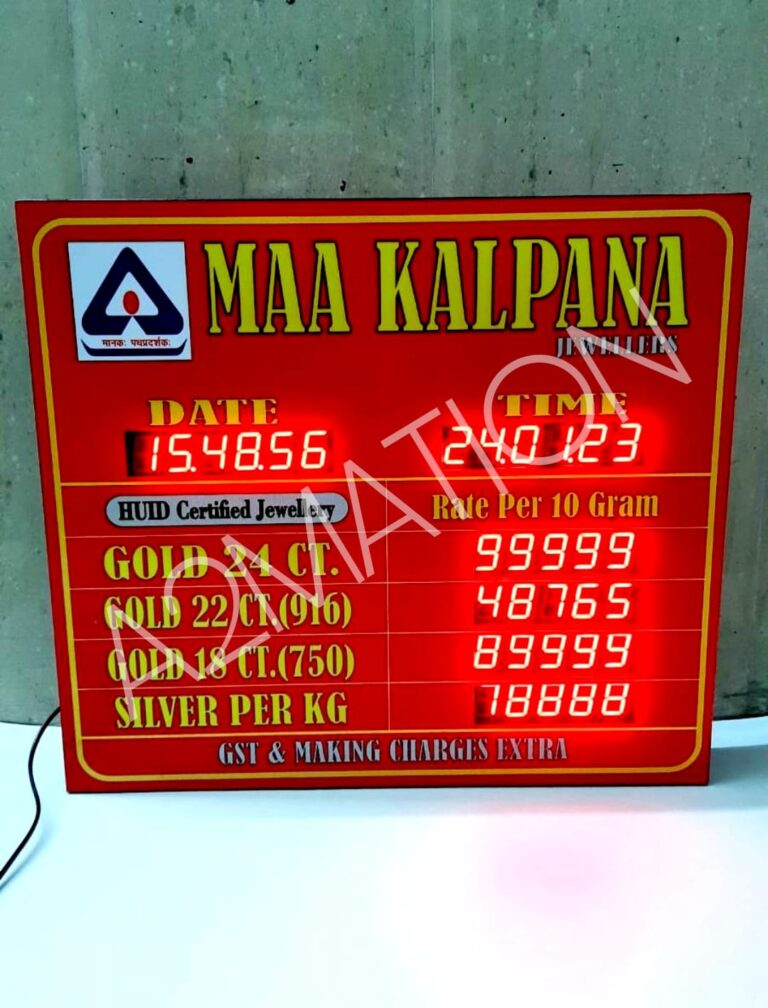 MAA KALPANA
JEWELLERS
मानकः पथप्रदर्शकः
DATE TIME
15.48.56 24.01.23
HUID Certified Jewellery Rate Per 10 Gram
GOLD 24 CT. 99999
GOLD 22 CT.(916) 48765
GOLD 18 CT.(750) 89999
SILVER PER KG 78888
GST & MAKING CHARGES EXTRA
A2MATION